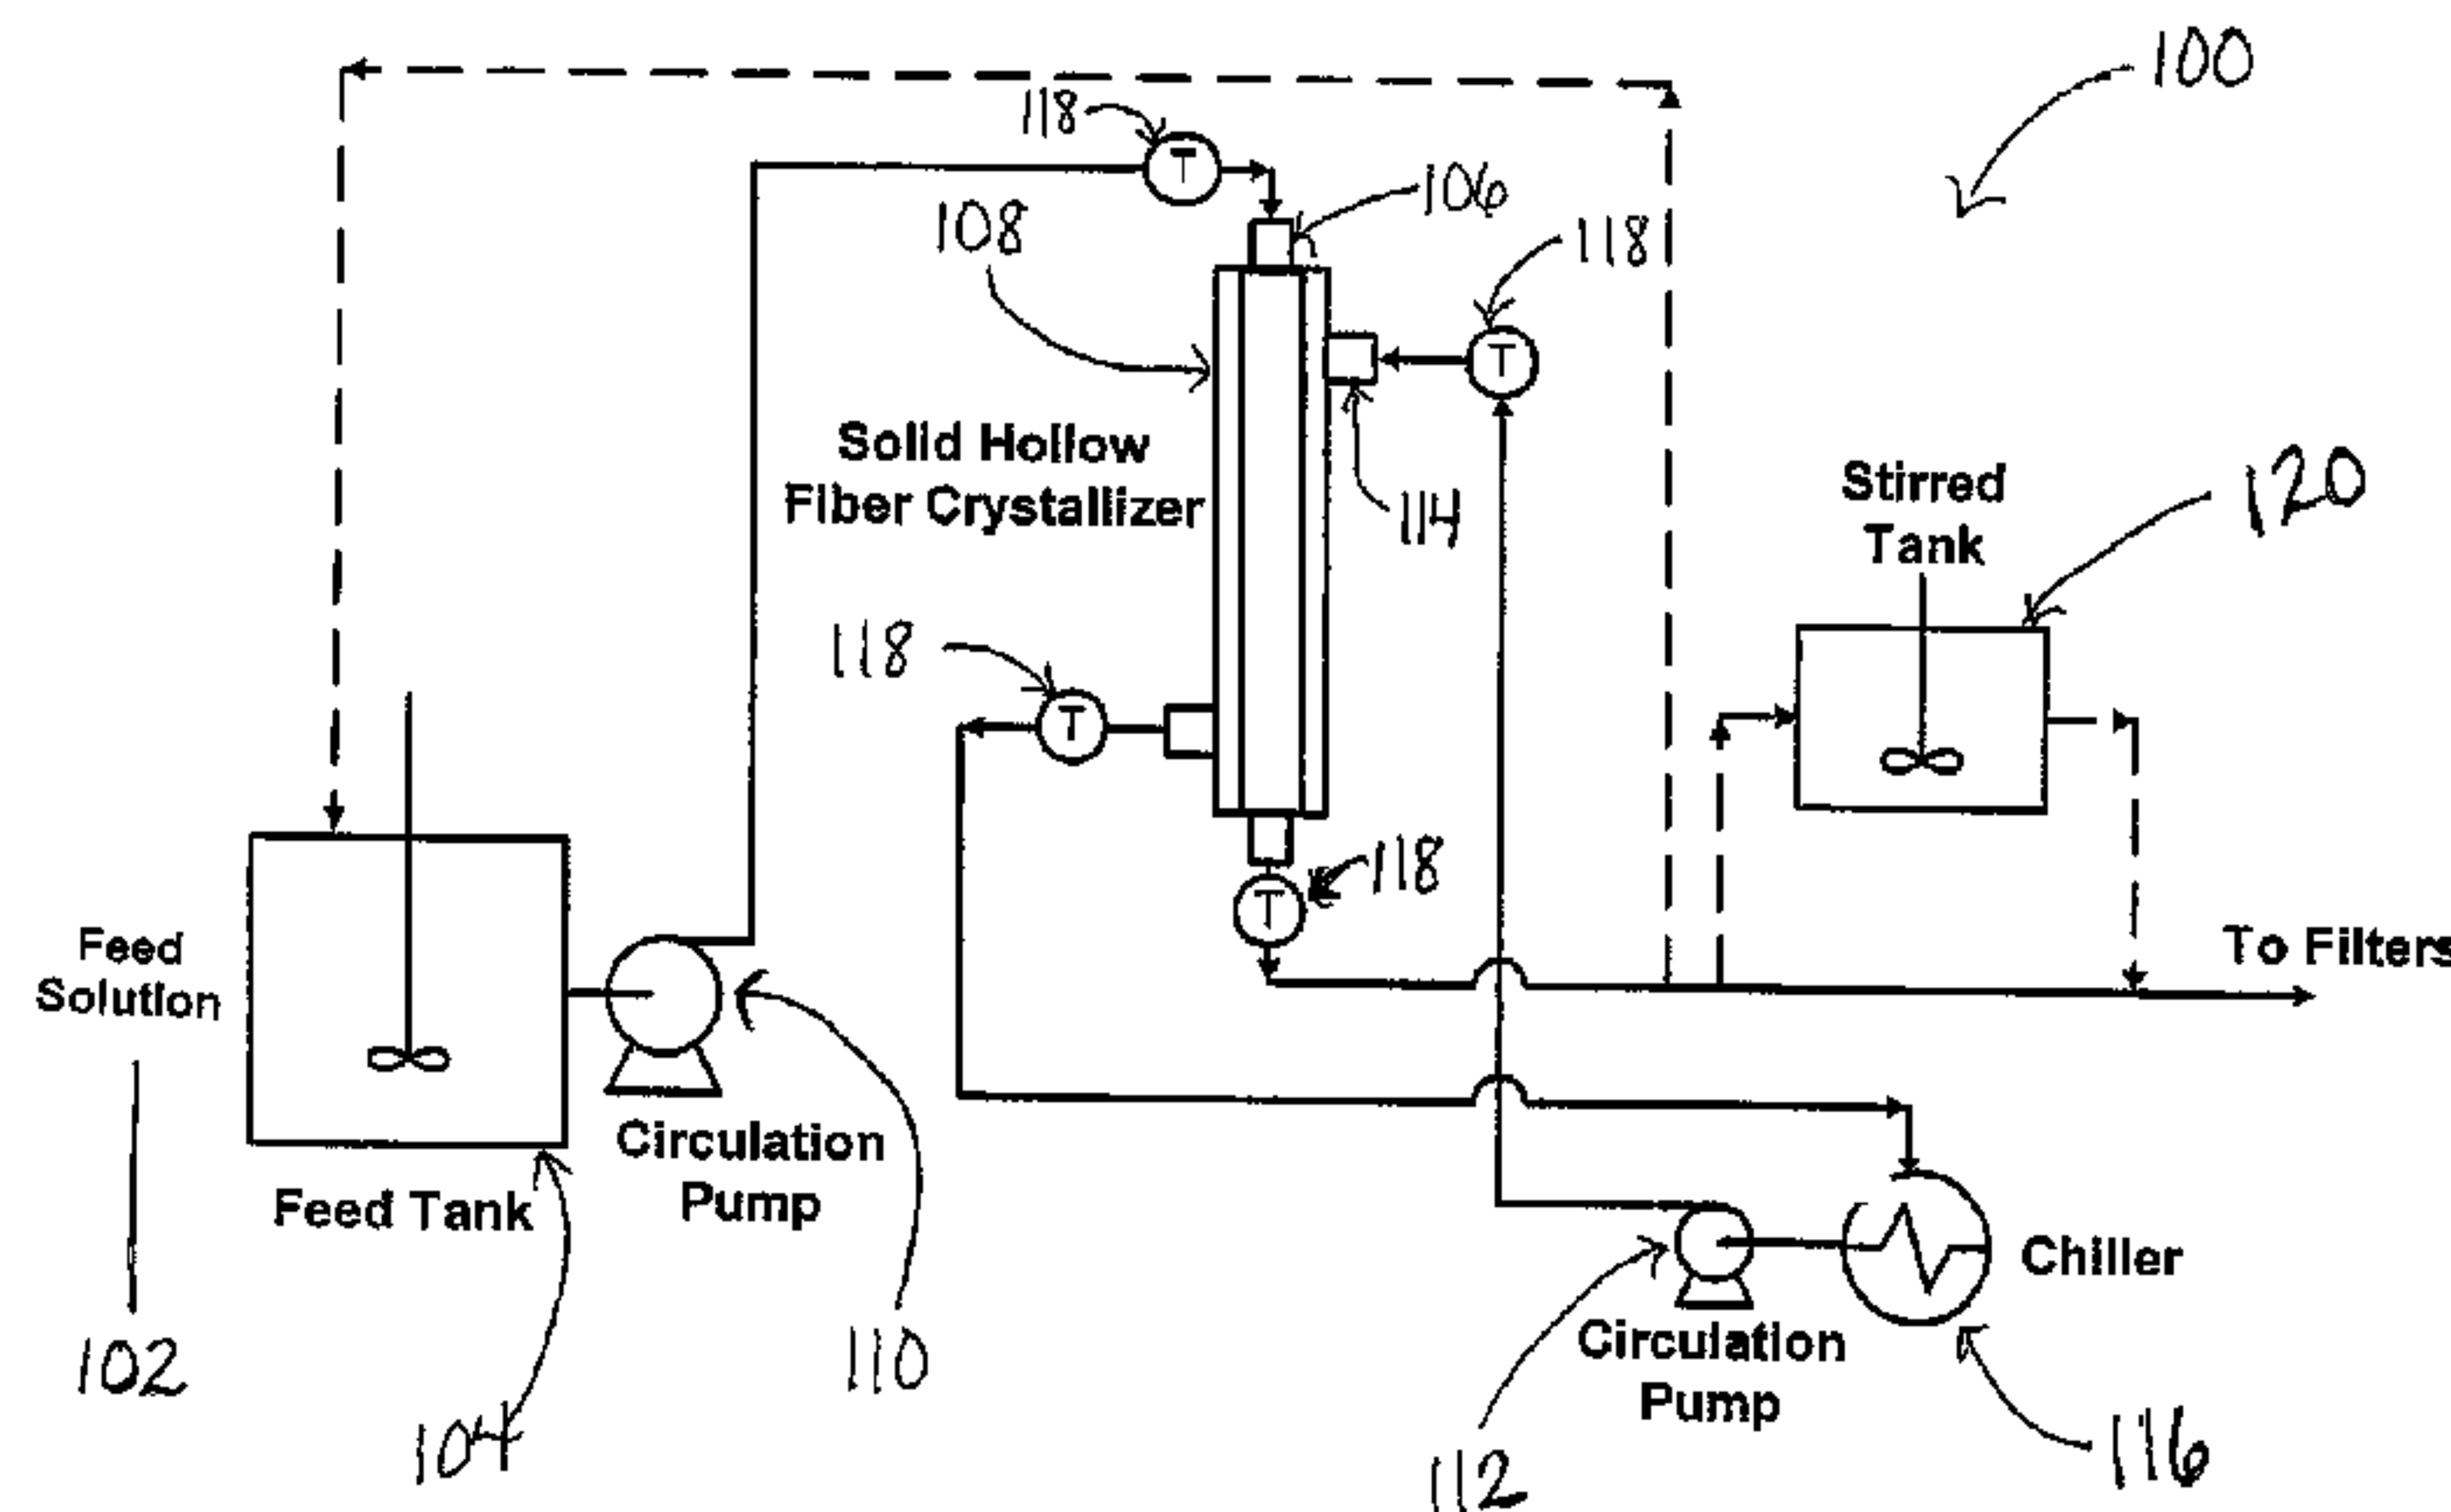 100
118
T
106
108
118
T
Solid Hollow
Fiber Crystallizer
114
Stirred
Tank
120
118
T
118
T
Feed
Solution
To Filters
Circulation
Pump
Feed Tank
Chiller
Circulation
Pump
102
110
104
112
116